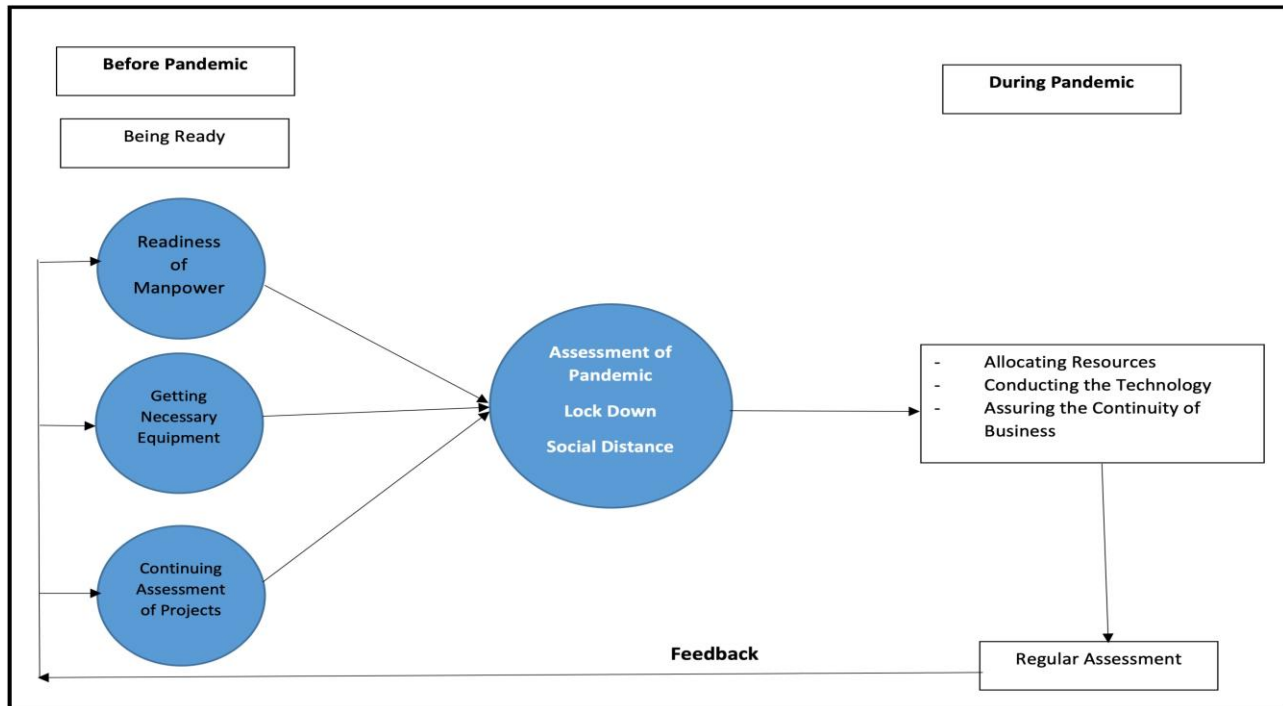 Before Pandemic
During Pandemic
Being Ready
Readiness
of
Manpower
Getting
Necessary
Equipment
Continuing
Assessment
of Projects
Assessment of
Pandemic
Lock Down
Social Distance
- Allocating Resources
- Conducting the Technology
- Assuring the Continuity of
Business
Feedback
Regular Assessment